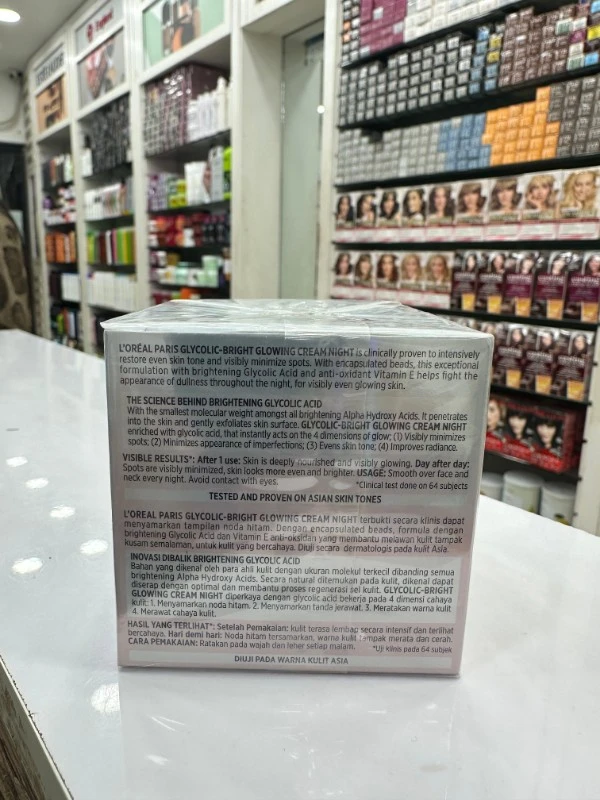 L'ORÉAL PARIS GLYCOLIC-BRIGHT GLOWING CREAM NIGHT is clinically proven to intensively
restore even skin tone and visibly minimize spots. With encapsulated beads, this exceptional
formulation with brightening Glycolic Acid and anti-oxidant Vitamin E helps fight the
appearance of dullness throughout the night, for visibly even glowing skin.
THE SCIENCE BEHIND BRIGHTENING GLYCOLIC ACID
With the smallest molecular weight amongst all brightening Alpha Hydroxy Acids. It penetrates
into the skin and gently exfoliates skin surface. GLYCOLIC-BRIGHT GLOWING CREAM NIGHT
enriched with glycolic acid, that instantly acts on the 4 dimensions of glow: (1) Visibly minimizes
spots; (2) Minimizes appearance of imperfections; (3) Evens skin tone; (4) Improves radiance.
VISIBLE RESULTS*: After 1 use: Skin is deeply nourished and visibly glowing. Day after day:
Spots are visibly minimized, skin looks more even and brighter. USAGE: Smooth over face and
neck every night. Avoid contact with eyes. *Clinical test done on 64 subjects
TESTED AND PROVEN ON ASIAN SKIN TONES
L'ORÉAL PARIS GLYCOLIC-BRIGHT GLOWING CREAM NIGHT terbukti secara klinis dapat
menyamarkan tampilan noda hitam. Dengan encapsulated beads, formula dengan
brightening Glycolic Acid dan Vitamin E anti-oksidan yang membantu melawan kulit tampak
kusam semalaman, untuk kulit yang bercahaya. Diuji secara dermatologis pada kulit Asia.
INOVASI DIBALIK BRIGHTENING GLYCOLIC ACID
Bahan yang dikenal oleh para ahli kulit dengan ukuran molekul terkecil dibanding semua
brightening Alpha Hydroxy Acids. Secara natural ditemukan pada kulit, dikenal dapat
diserap dengan optimal dan membantu proses regenerasi sel kulit. GLYCOLIC-BRIGHT
GLOWING CREAM NIGHT diperkaya dengan glycolic acid bekerja pada 4 dimensi cahaya
kulit: 1. Menyamarkan noda hitam. 2. Menyamarkan tanda jerawat. 3. Meratakan warna kulit
4. Merawat cahaya kulit.
HASIL YANG TERLIHAT*: Setelah Pemakaian: kulit terasa lembap secara intensif dan terlihat
bercahaya. Hari demi hari: Noda hitam tersamarkan, warna kulit tampak merata dan cerah.
CARA PEMAKAIAN: Ratakan pada wajah dan leher setiap malam. *Uji klinis pada 64 subjek
DIUJI PADA WARNA KULIT ASIA